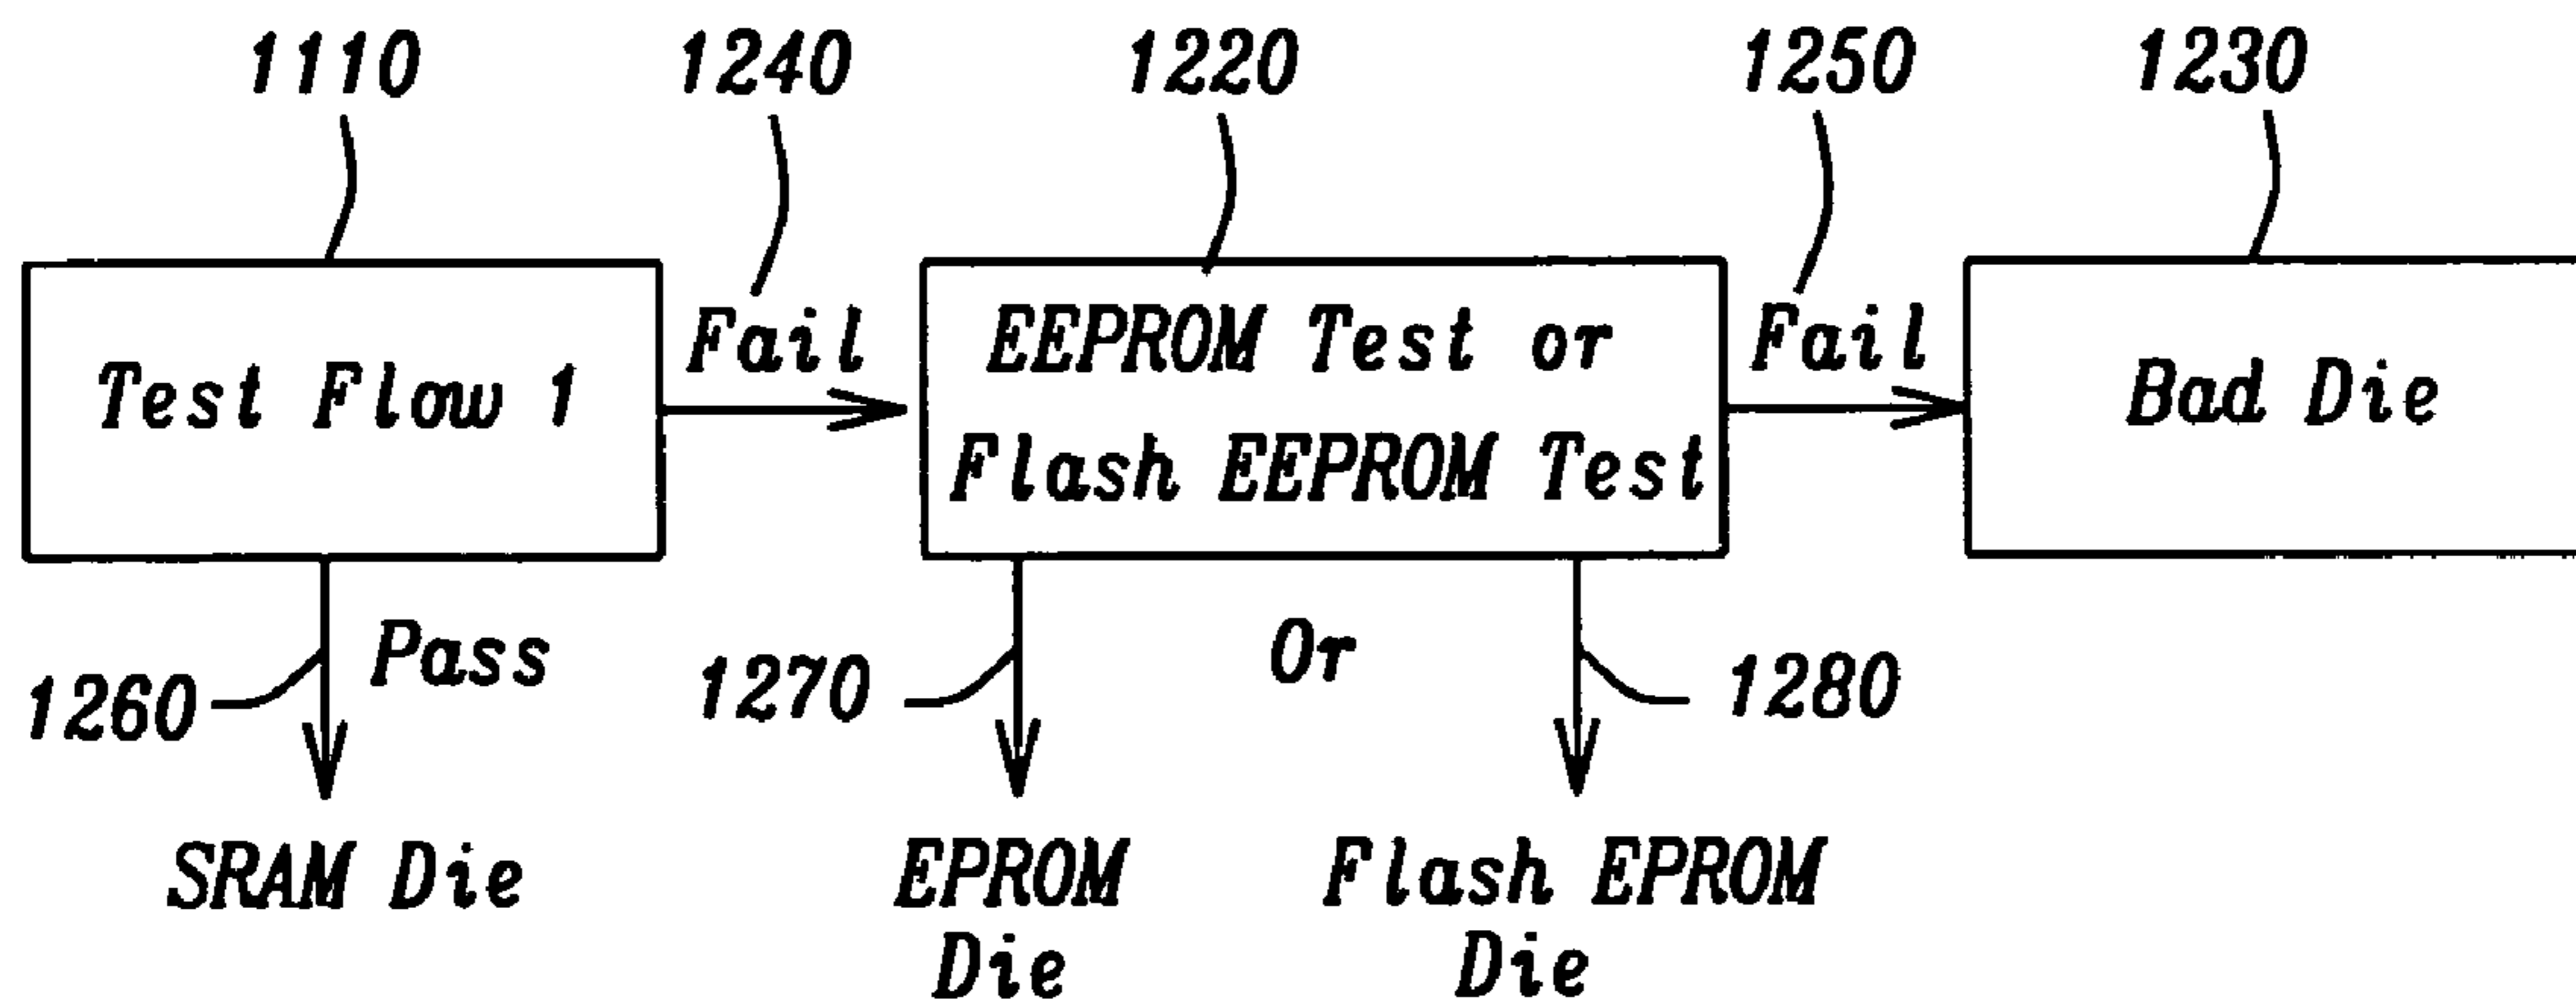 1110 1240 1220 1250 1230
Fail EEPROM Test or Fail
Test Flow 1 Flash EEPROM Test Bad Die
1260 Pass 1270 Or 1280
SRAM Die EPROM Flash EPROM
Die Die